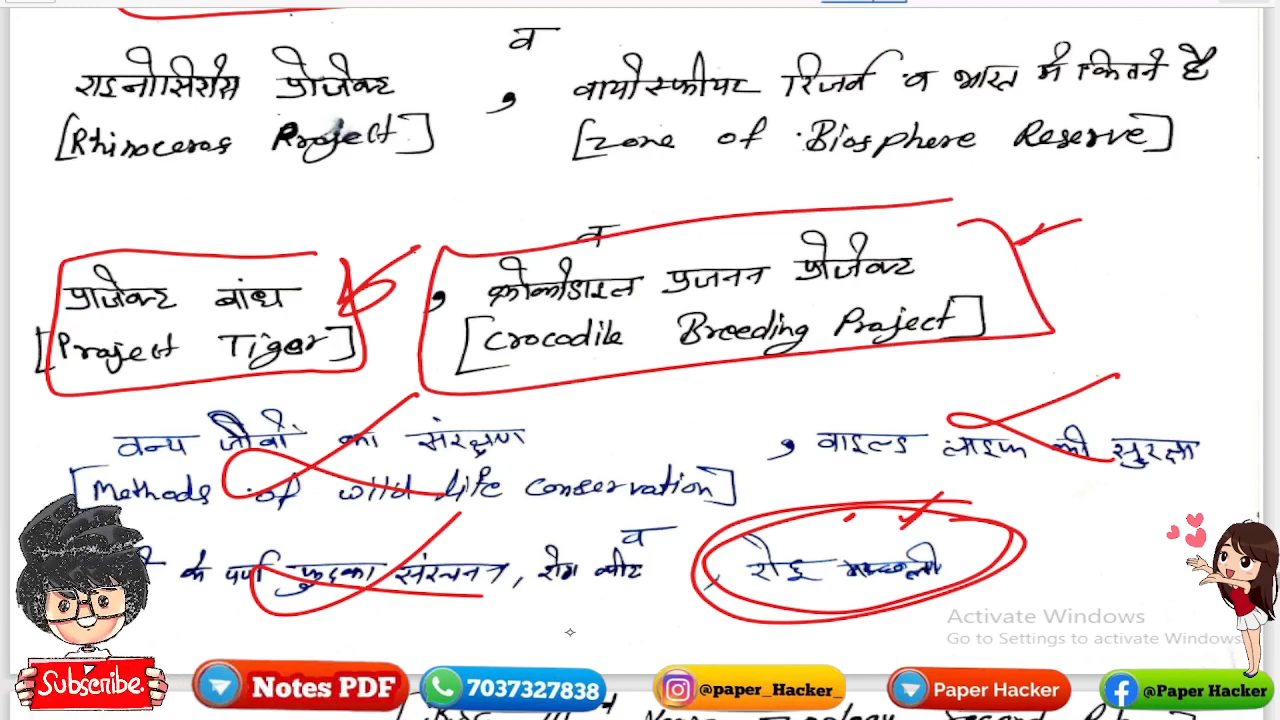 राइनोसिरोस प्रोजेक्ट , व बायोस्फीयर रिजर्व व भारत में कितने है
[Rhinoceros Project] [Zone of Biosphere Reserve]
प्रोजेक्ट बांध , व क्रोकोडाइल प्रजनन प्रोजेक्ट
[Project Tiger] [Crocodile Breeding Project]
वन्य जीवों का संरक्षण , वाइल्ड लाइफ की सुरक्षा
[Methods of wild life conservation]
के पर्ण फुदका , रोग कीट व , रोहू मछली
Activate Windows
Go to Settings to activate Windows.
Subscribe.
Notes PDF
7037327838
@paper_Hacker_
Paper Hacker
@Paper Hacker